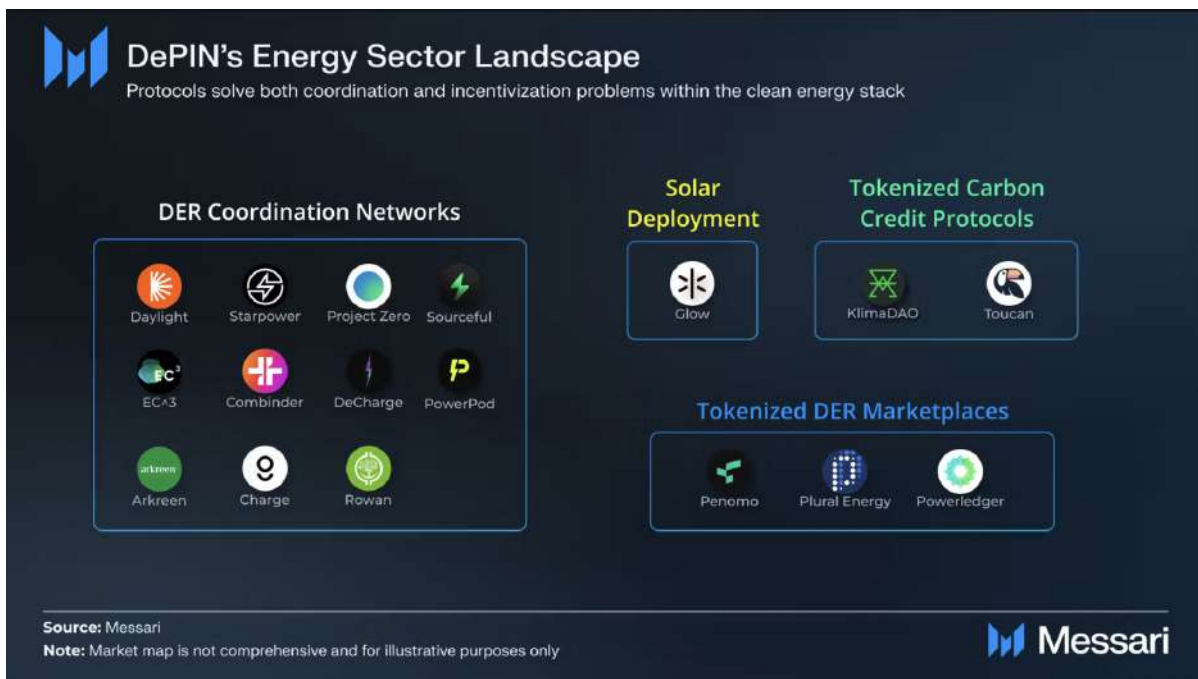 DePIN's Energy Sector Landscape
Protocols solve both coordination and incentivization problems within the clean energy stack
DER Coordination Networks
Daylight
Starpower
Project Zero
Sourceful
EC³
EC^3
Combinder
DeCharge
PowerPod
arkreen
Arkreen
Charge
Rowan
Solar
Deployment
Glow
Tokenized Carbon
Credit Protocols
KlimaDAO
Toucan
Tokenized DER Marketplaces
Penomo
Plural Energy
Powerledger
Source: Messari
Note: Market map is not comprehensive and for illustrative purposes only
Messari